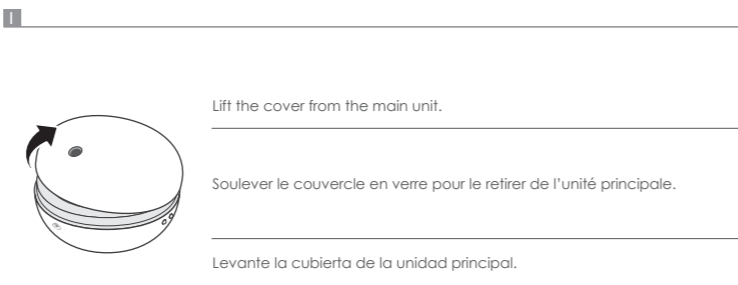 1
Lift the cover from the main unit.
Soulever le couvercle en verre pour le retirer de l’unité principale.
Levante la cubierta de la unidad principal.